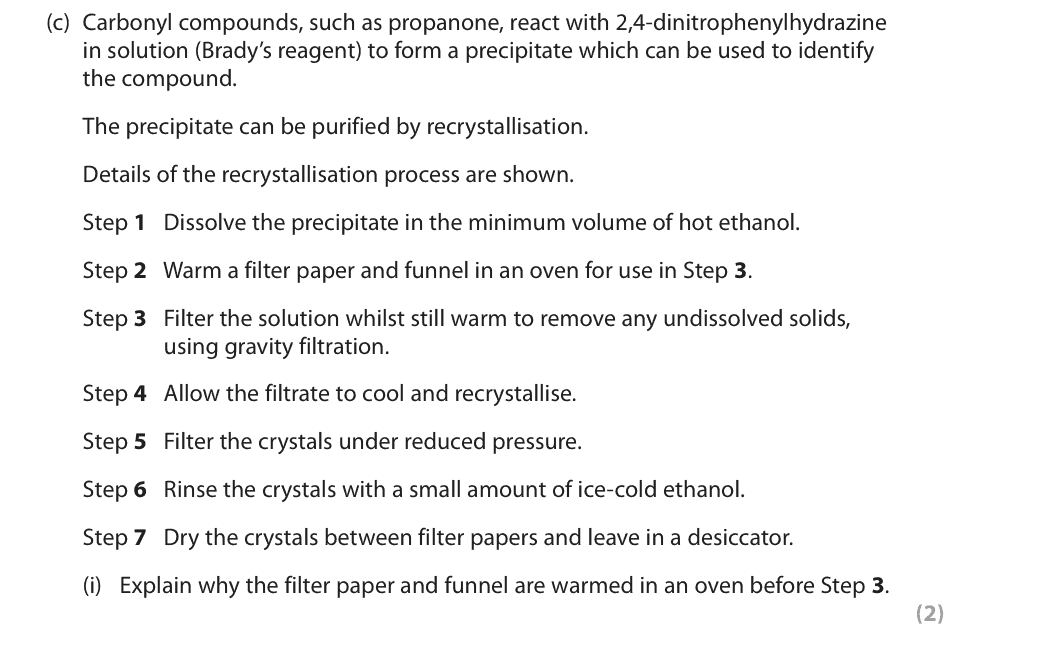 (c) Carbonyl compounds, such as propanone, react with 2,4-dinitrophenylhydrazine
in solution (Brady’s reagent) to form a precipitate which can be used to identify
the compound.
The precipitate can be purified by recrystallisation.
Details of the recrystallisation process are shown.
Step 1 Dissolve the precipitate in the minimum volume of hot ethanol.
Step 2 Warm a filter paper and funnel in an oven for use in Step 3.
Step 3 Filter the solution whilst still warm to remove any undissolved solids,
using gravity filtration.
Step 4 Allow the filtrate to cool and recrystallise.
Step 5 Filter the crystals under reduced pressure.
Step 6 Rinse the crystals with a small amount of ice-cold ethanol.
Step 7 Dry the crystals between filter papers and leave in a desiccator.
(i) Explain why the filter paper and funnel are warmed in an oven before Step 3.
(2)